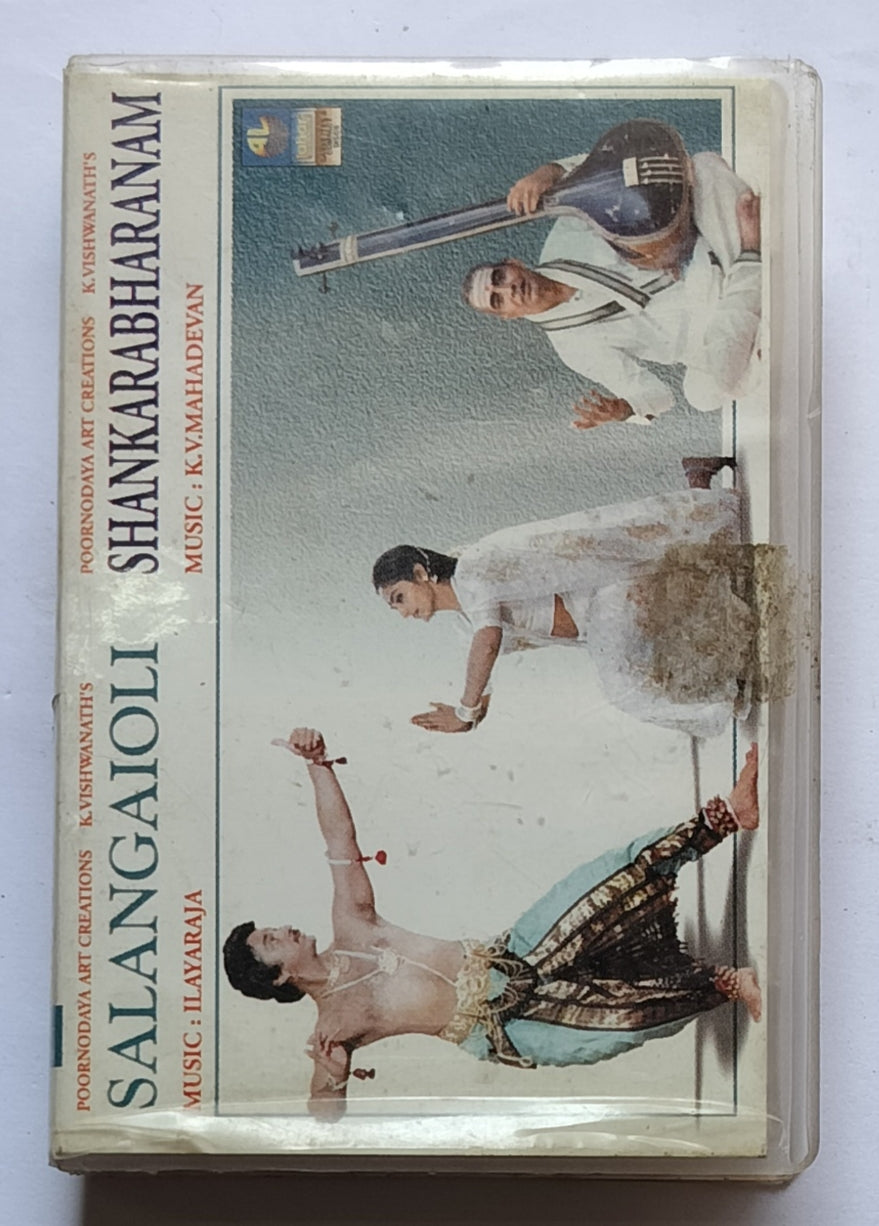 POORNODAYA ART CREATIONS K.VISHWANATH'S
SALANGAIOLI
MUSIC : ILAYARAJA
POORNODAYA ART CREATIONS K.VISHWANATH'S
SHANKARABHARANAM
MUSIC : K.V.MAHADEVAN